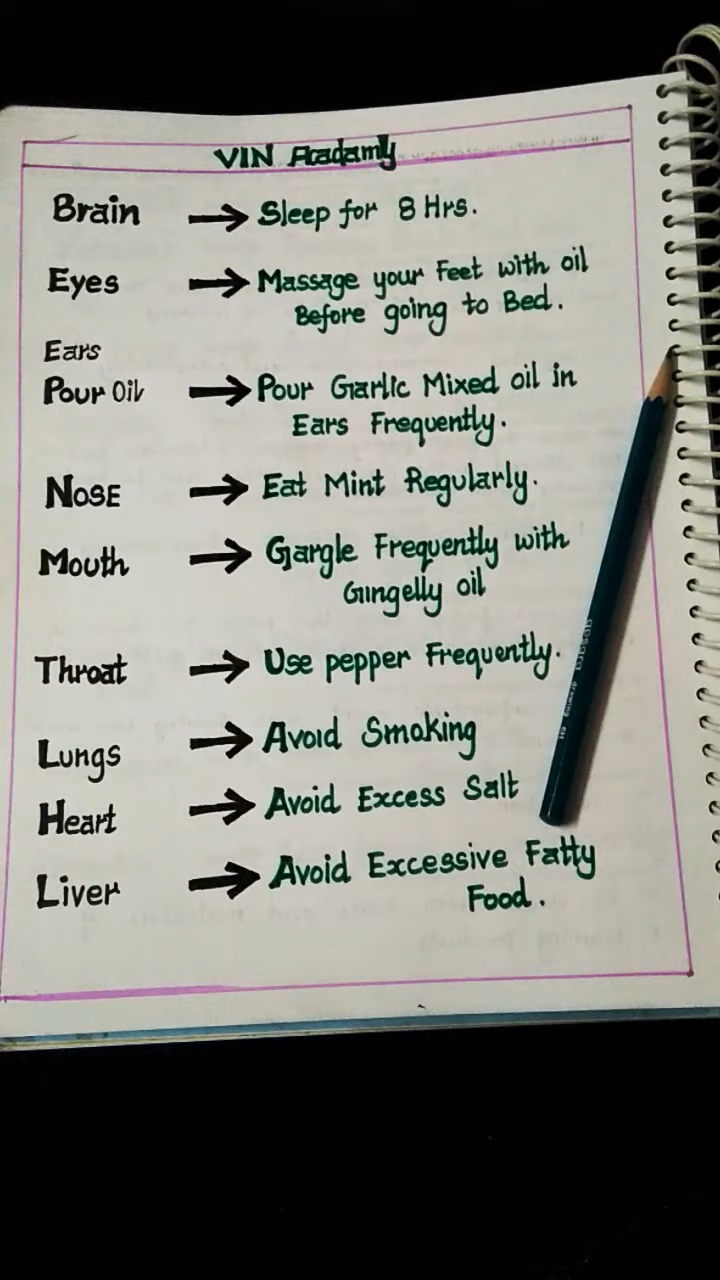 VIN Acadamy
Brain → Sleep for 8 Hrs.
Eyes → Massage your Feet with oil
Before going to Bed.
Ears
Pour Oil → Pour Garlic Mixed oil in
Ears Frequently.
NOSE → Eat Mint Regularly.
Mouth → Gargle Frequently with
Gingelly oil
Throat → Use pepper Frequently.
Lungs → Avoid Smoking
Heart → Avoid Excess Salt
Liver → Avoid Excessive Fatty
Food.